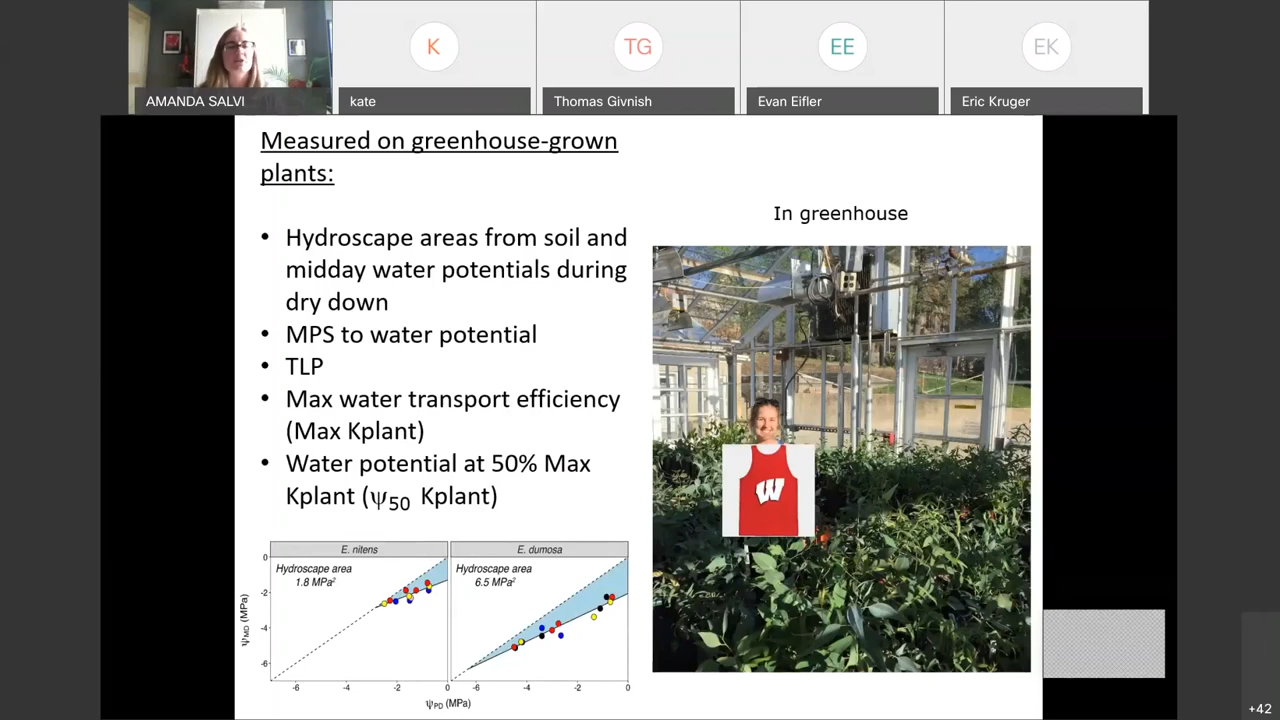 K
TG
EE
EK
AMANDA SALVI
kate
Thomas Givnish
Evan Eifler
Eric Kruger
Measured on greenhouse-grown
plants:
• Hydroscape areas from soil and
midday water potentials during
dry down
• MPS to water potential
• TLP
• Max water transport efficiency
(Max Kplant)
• Water potential at 50% Max
Kplant (ψ50 Kplant)
In greenhouse
W
E. nitens
E. dumosa
Hydroscape area
1.8 MPa²
Hydroscape area
6.5 MPa²
0
-2
-4
-6
ψMD (MPa)
-6 -4 -2 0
-6 -4 -2 0
ψPD (MPa)
+42